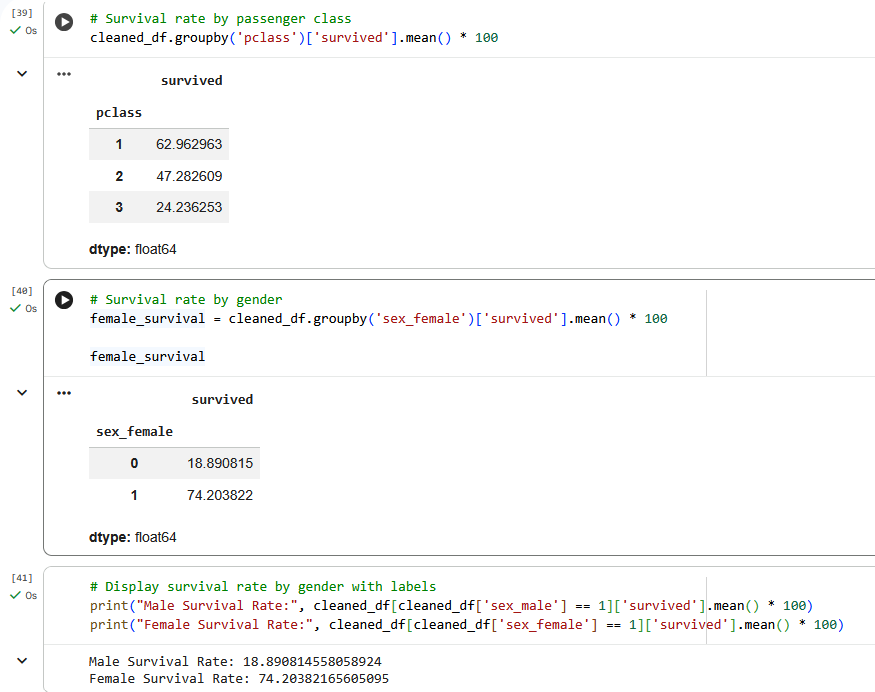 [39]
0s
# Survival rate by passenger class
cleaned_df.groupby('pclass')['survived'].mean() * 100
survived
pclass
1 62.962963
2 47.282609
3 24.236253
dtype: float64
[40]
0s
# Survival rate by gender
female_survival = cleaned_df.groupby('sex_female')['survived'].mean() * 100
female_survival
survived
sex_female
0 18.890815
1 74.203822
dtype: float64
[41]
0s
# Display survival rate by gender with labels
print("Male Survival Rate:", cleaned_df[cleaned_df['sex_male'] == 1]['survived'].mean() * 100)
print("Female Survival Rate:", cleaned_df[cleaned_df['sex_female'] == 1]['survived'].mean() * 100)
Male Survival Rate: 18.890814558058924
Female Survival Rate: 74.20382165605095